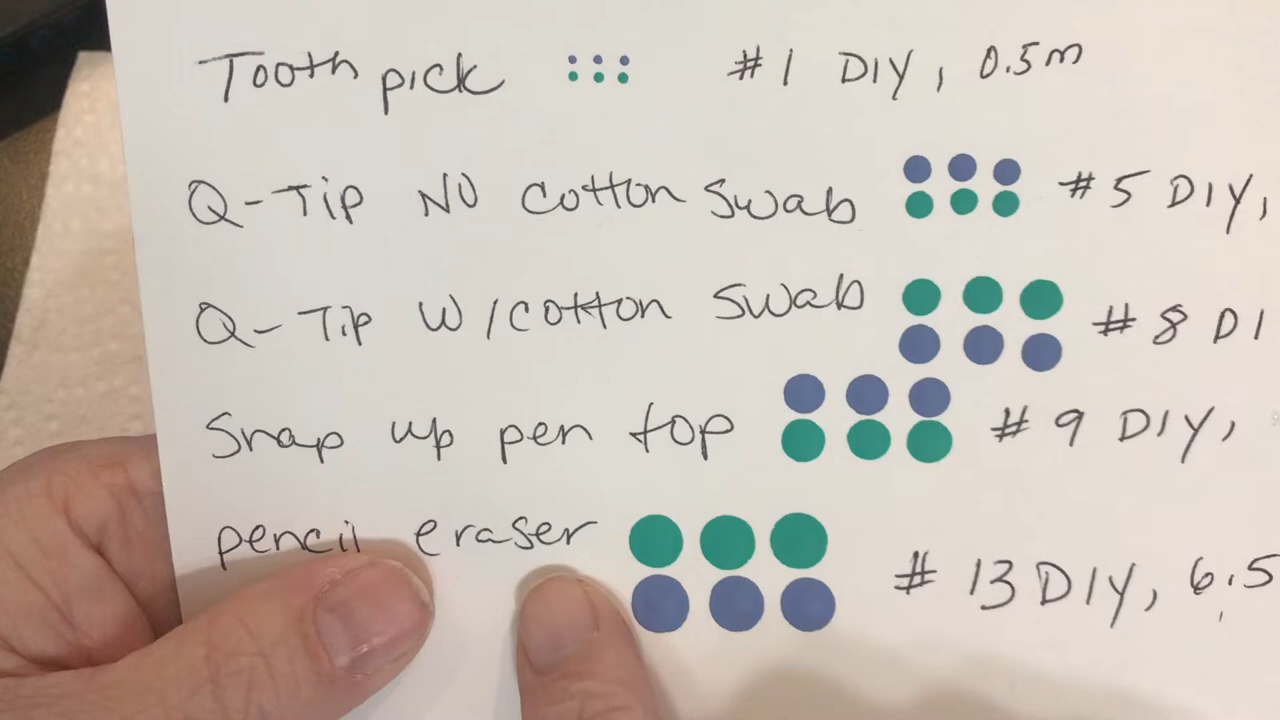 Tooth pick #1 DIY, 0.5m
Q-Tip NO cotton swab #5 DIY,
Q-Tip W/cotton swab #8 DI
Snap up pen top #9 DIY,
pencil eraser #13 DIY, 6.5